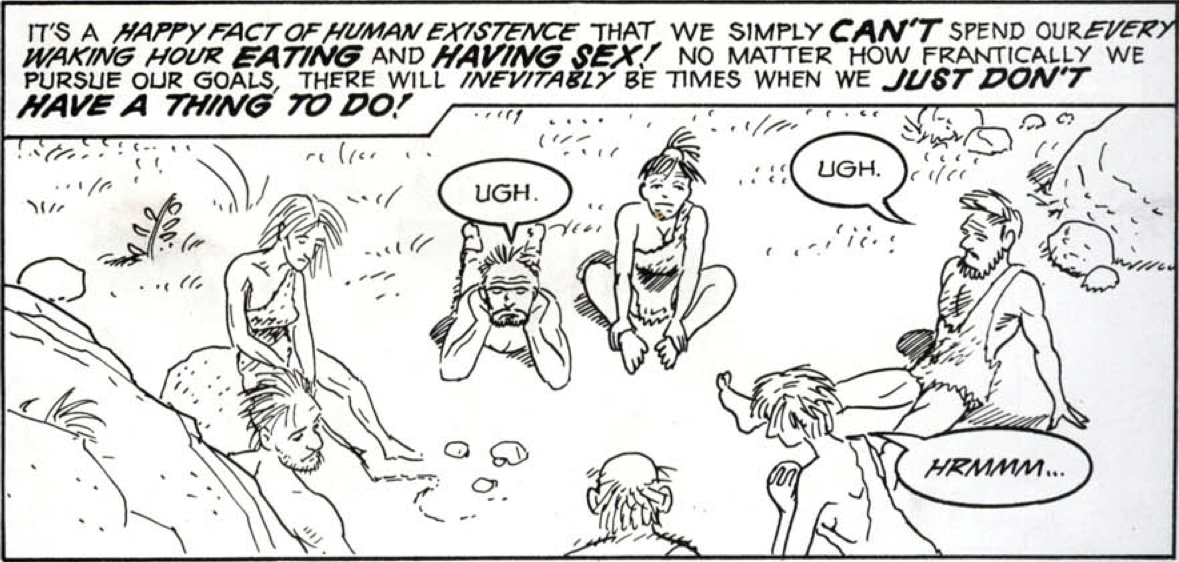 IT'S A HAPPY FACT OF HUMAN EXISTENCE THAT WE SIMPLY CAN'T SPEND OUR EVERY
WAKING HOUR EATING AND HAVING SEX! NO MATTER HOW FRANTICALLY WE
PURSUE OUR GOALS, THERE WILL INEVITABLY BE TIMES WHEN WE JUST DON'T
HAVE A THING TO DO!
UGH.
UGH.
HRMMM...